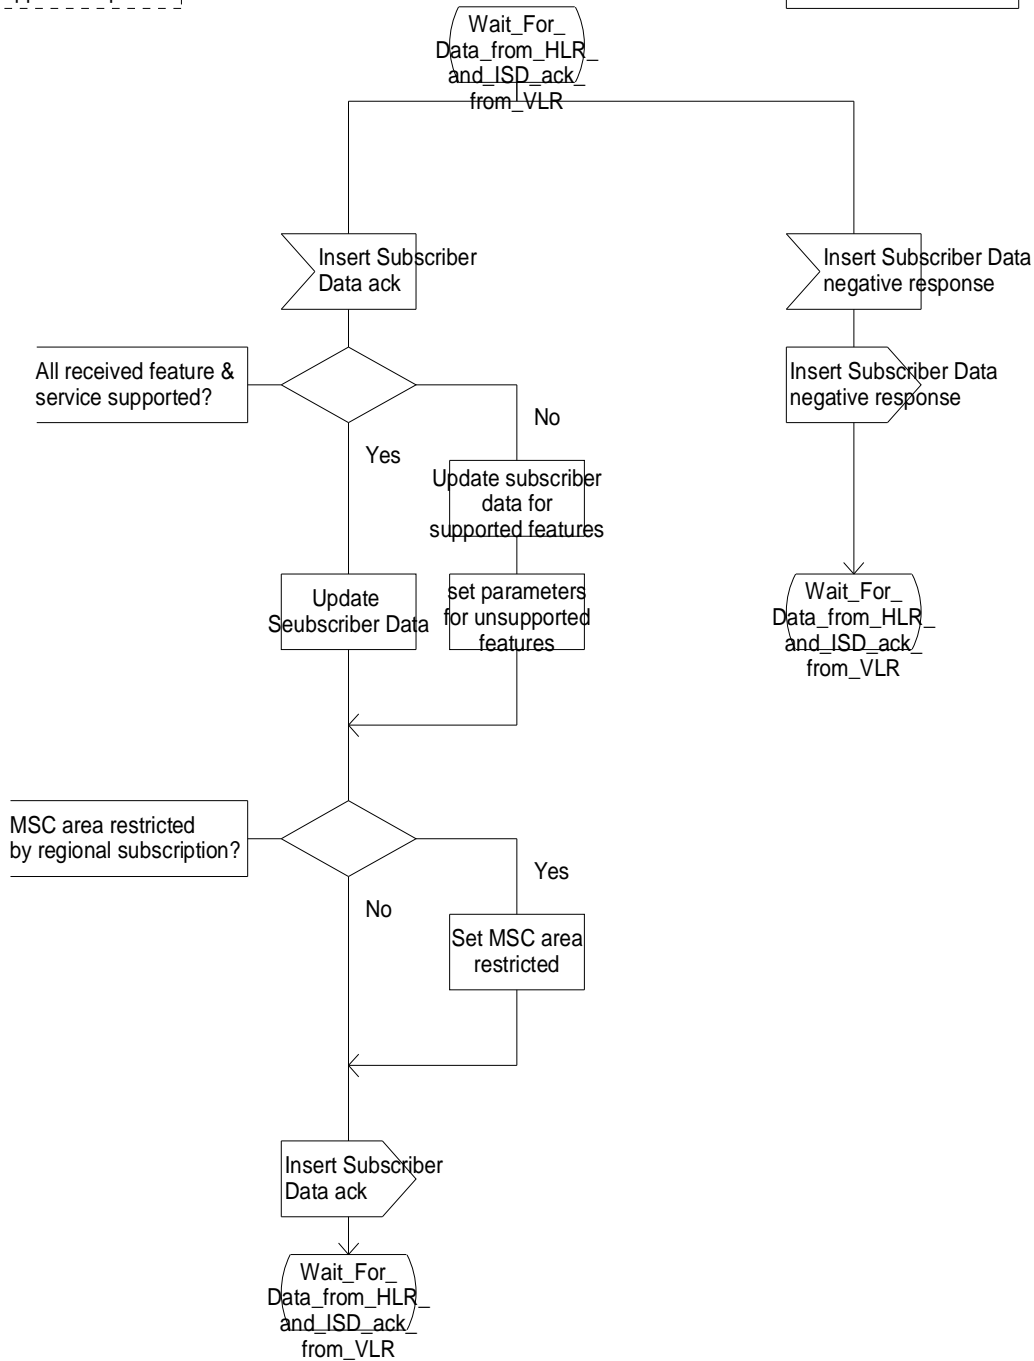 Wait_For_
Data_from_HLR_
and_ISD_ack_
from_VLR
Insert Subscriber
Data ack
Insert Subscriber Data
negative response
All received feature &
service supported?
Insert Subscriber Data
negative response
No
Yes
Update subscriber
data for
supported features
Update
Seubscriber Data
set parameters
for unsupported
features
Wait_For_
Data_from_HLR_
and_ISD_ack_
from_VLR
MSC area restricted
by regional subscription?
Yes
No
Set MSC area
restricted
Insert Subscriber
Data ack
Wait_For_
Data_from_HLR_
and_ISD_ack_
from_VLR